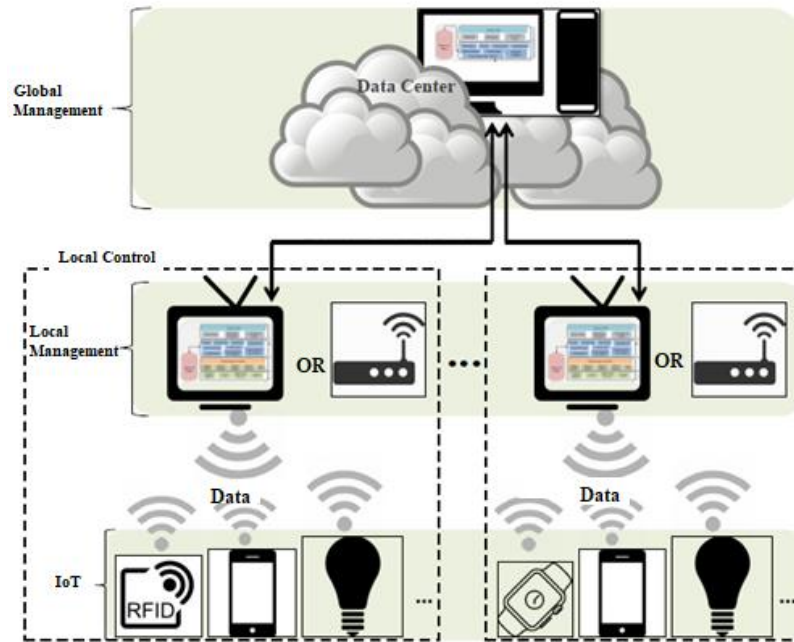 Data Center
Global
Management
Local Control
Local
Management
OR
...
OR
Data
Data
IoT
RFID
...
...